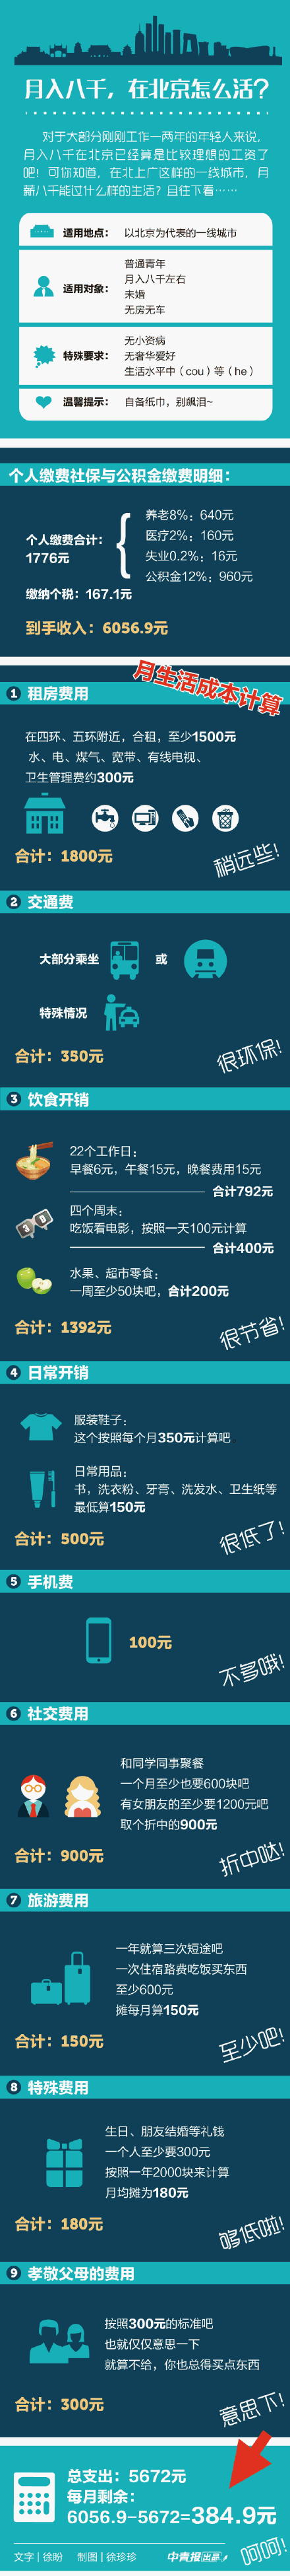 月入八千，在北京怎么活？
对于大部分刚刚工作一两年的年轻人来说，
月入八千在北京已经算是比较理想的工资了
吧！可你知道，在北上广这样的一线城市，月
薪八千能过什么样的生活？且往下看……
适用地点： 以北京为代表的一线城市
适用对象： 普通青年
月入八千左右
未婚
无房无车
特殊要求： 无小资病
无奢华爱好
生活水平中（cou）等（he）
温馨提示： 自备纸巾，别飙泪~
个人缴费社保与公积金缴费明细：
个人缴费合计：
1776元
养老8%；640元
医疗2%；160元
失业0.2%；16元
公积金12%；960元
缴纳个税：167.1元
到手收入：6056.9元
月生活成本计算
1 租房费用
在四环、五环附近，合租，至少1500元
水、电、煤气、宽带、有线电视、
卫生管理费约300元
合计：1800元
稍远些！
2 交通费
大部分乘坐 或
特殊情况
合计：350元
很环保！
3 饮食开销
22个工作日：
早餐6元，午餐15元，晚餐费用15元
合计792元
四个周末：
吃饭看电影，按照一天100元计算
合计400元
水果、超市零食：
一周至少50块吧，合计200元
合计：1392元
很节省！
4 日常开销
服装鞋子：
这个按照每个月350元计算吧
日常用品：
书，洗衣粉、牙膏、洗发水、卫生纸等
最低算150元
合计：500元
很低了！
5 手机费
100元
不多哦！
6 社交费用
和同学同事聚餐
一个月至少也要600块吧
有女朋友的至少要1200元吧
取个折中的900元
合计：900元
折中哒！
7 旅游费用
一年就算三次短途吧
一次住宿路费吃饭买东西
至少600元
摊每月算150元
合计：150元
至少吧！
8 特殊费用
生日、朋友结婚等礼钱
一个人至少要300元
按照一年2000块来计算
月均摊为180元
合计：180元
够低啦！
9 孝敬父母的费用
按照300元的标准吧
也就仅仅意思一下
就算不给，你也总得买点东西
合计：300元
意思下！
总支出：5672元
每月剩余：
6056.9-5672=384.9元
文字｜徐盼 制图｜徐珍珍 中青报出品
呵呵！